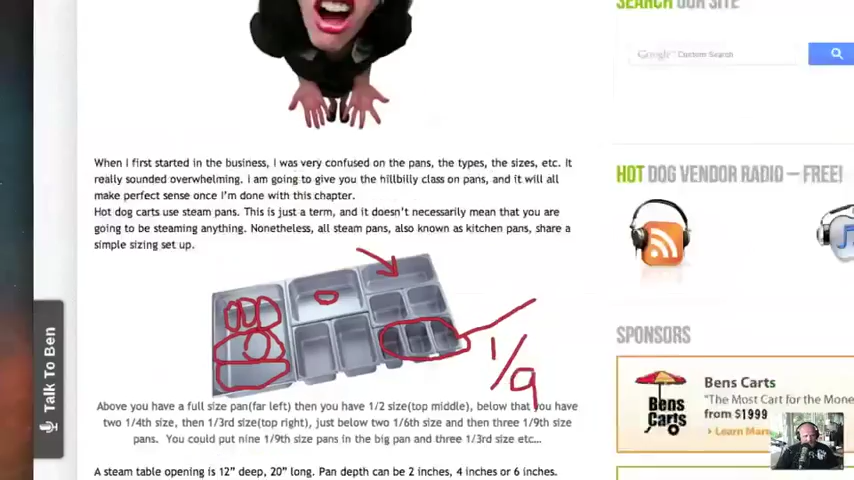 SEARCH OUR SITE
Google Custom Search
When I first started in the business, I was very confused on the pans, the types, the sizes, etc. It
really sounded overwhelming. I am going to give you the hillbilly class on pans, and it will all
make perfect sense once I'm done with this chapter.
Hot dog carts use steam pans. This is just a term, and it doesn't necessarily mean that you are
going to be steaming anything. Nonetheless, all steam pans, also known as kitchen pans, share a
simple sizing set up.
HOT DOG VENDOR RADIO – FREE!
1/9
Talk To Ben
Above you have a full size pan(far left) then you have 1/2 size(top middle), below that you have
two 1/4th size, then 1/3rd size(top right), just below two 1/6th size and then three 1/9th size
pans. You could put nine 1/9th size pans in the big pan and three 1/3rd size etc...
A steam table opening is 12" deep, 20" long. Pan depth can be 2 inches, 4 inches or 6 inches.
SPONSORS
Bens Carts
"The Most Cart for the Mone
from $1999
Learn
Bens
Carts